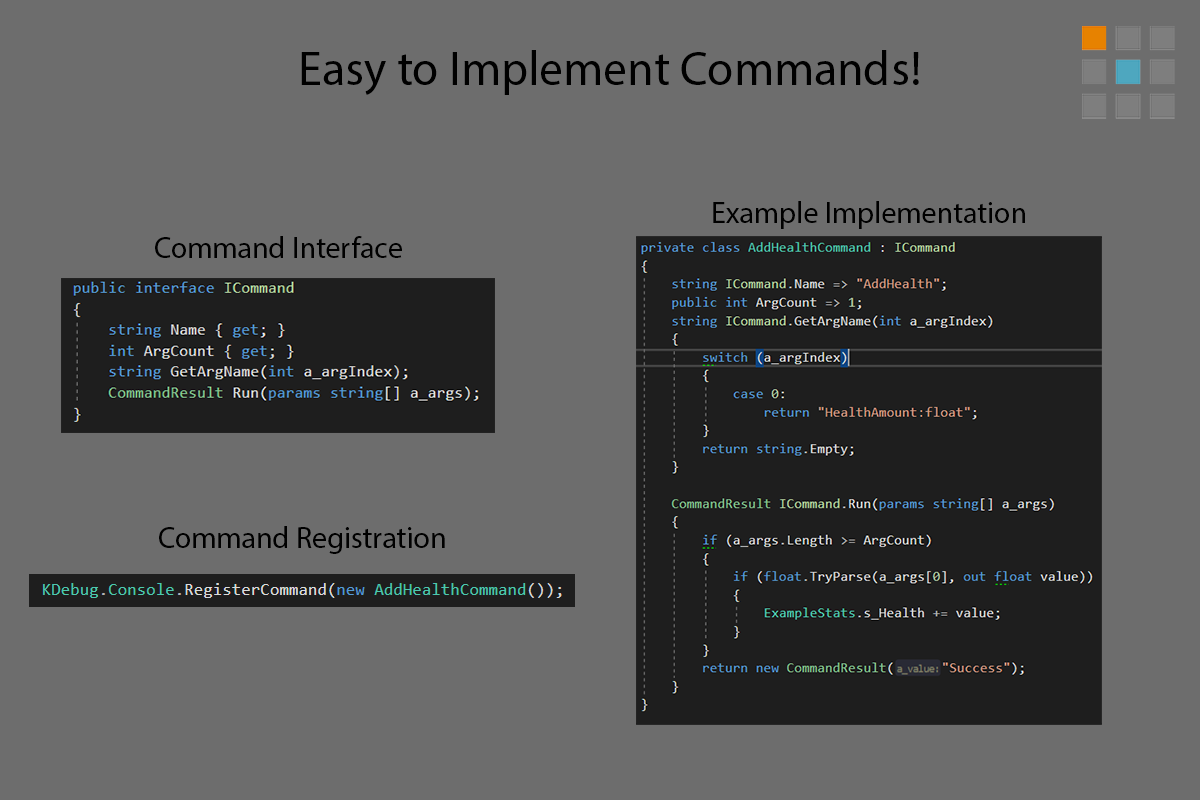 Easy to Implement Commands!
Command Interface
public interface ICommand
{
    string Name { get; }
    int ArgCount { get; }
    string GetArgName(int a_argIndex);
    CommandResult Run(params string[] a_args);
}
Command Registration
KDebug.Console.RegisterCommand(new AddHealthCommand());
Example Implementation
private class AddHealthCommand : ICommand
{
    string ICommand.Name => "AddHealth";
    public int ArgCount => 1;
    string ICommand.GetArgName(int a_argIndex)
    {
        switch (a_argIndex)
        {
            case 0:
                return "HealthAmount:float";
        }
        return string.Empty;
    }

    CommandResult ICommand.Run(params string[] a_args)
    {
        if (a_args.Length >= ArgCount)
        {
            if (float.TryParse(a_args[0], out float value))
            {
                ExampleStats.s_Health += value;
            }
        }
        return new CommandResult(a_value: "Success");
    }
}